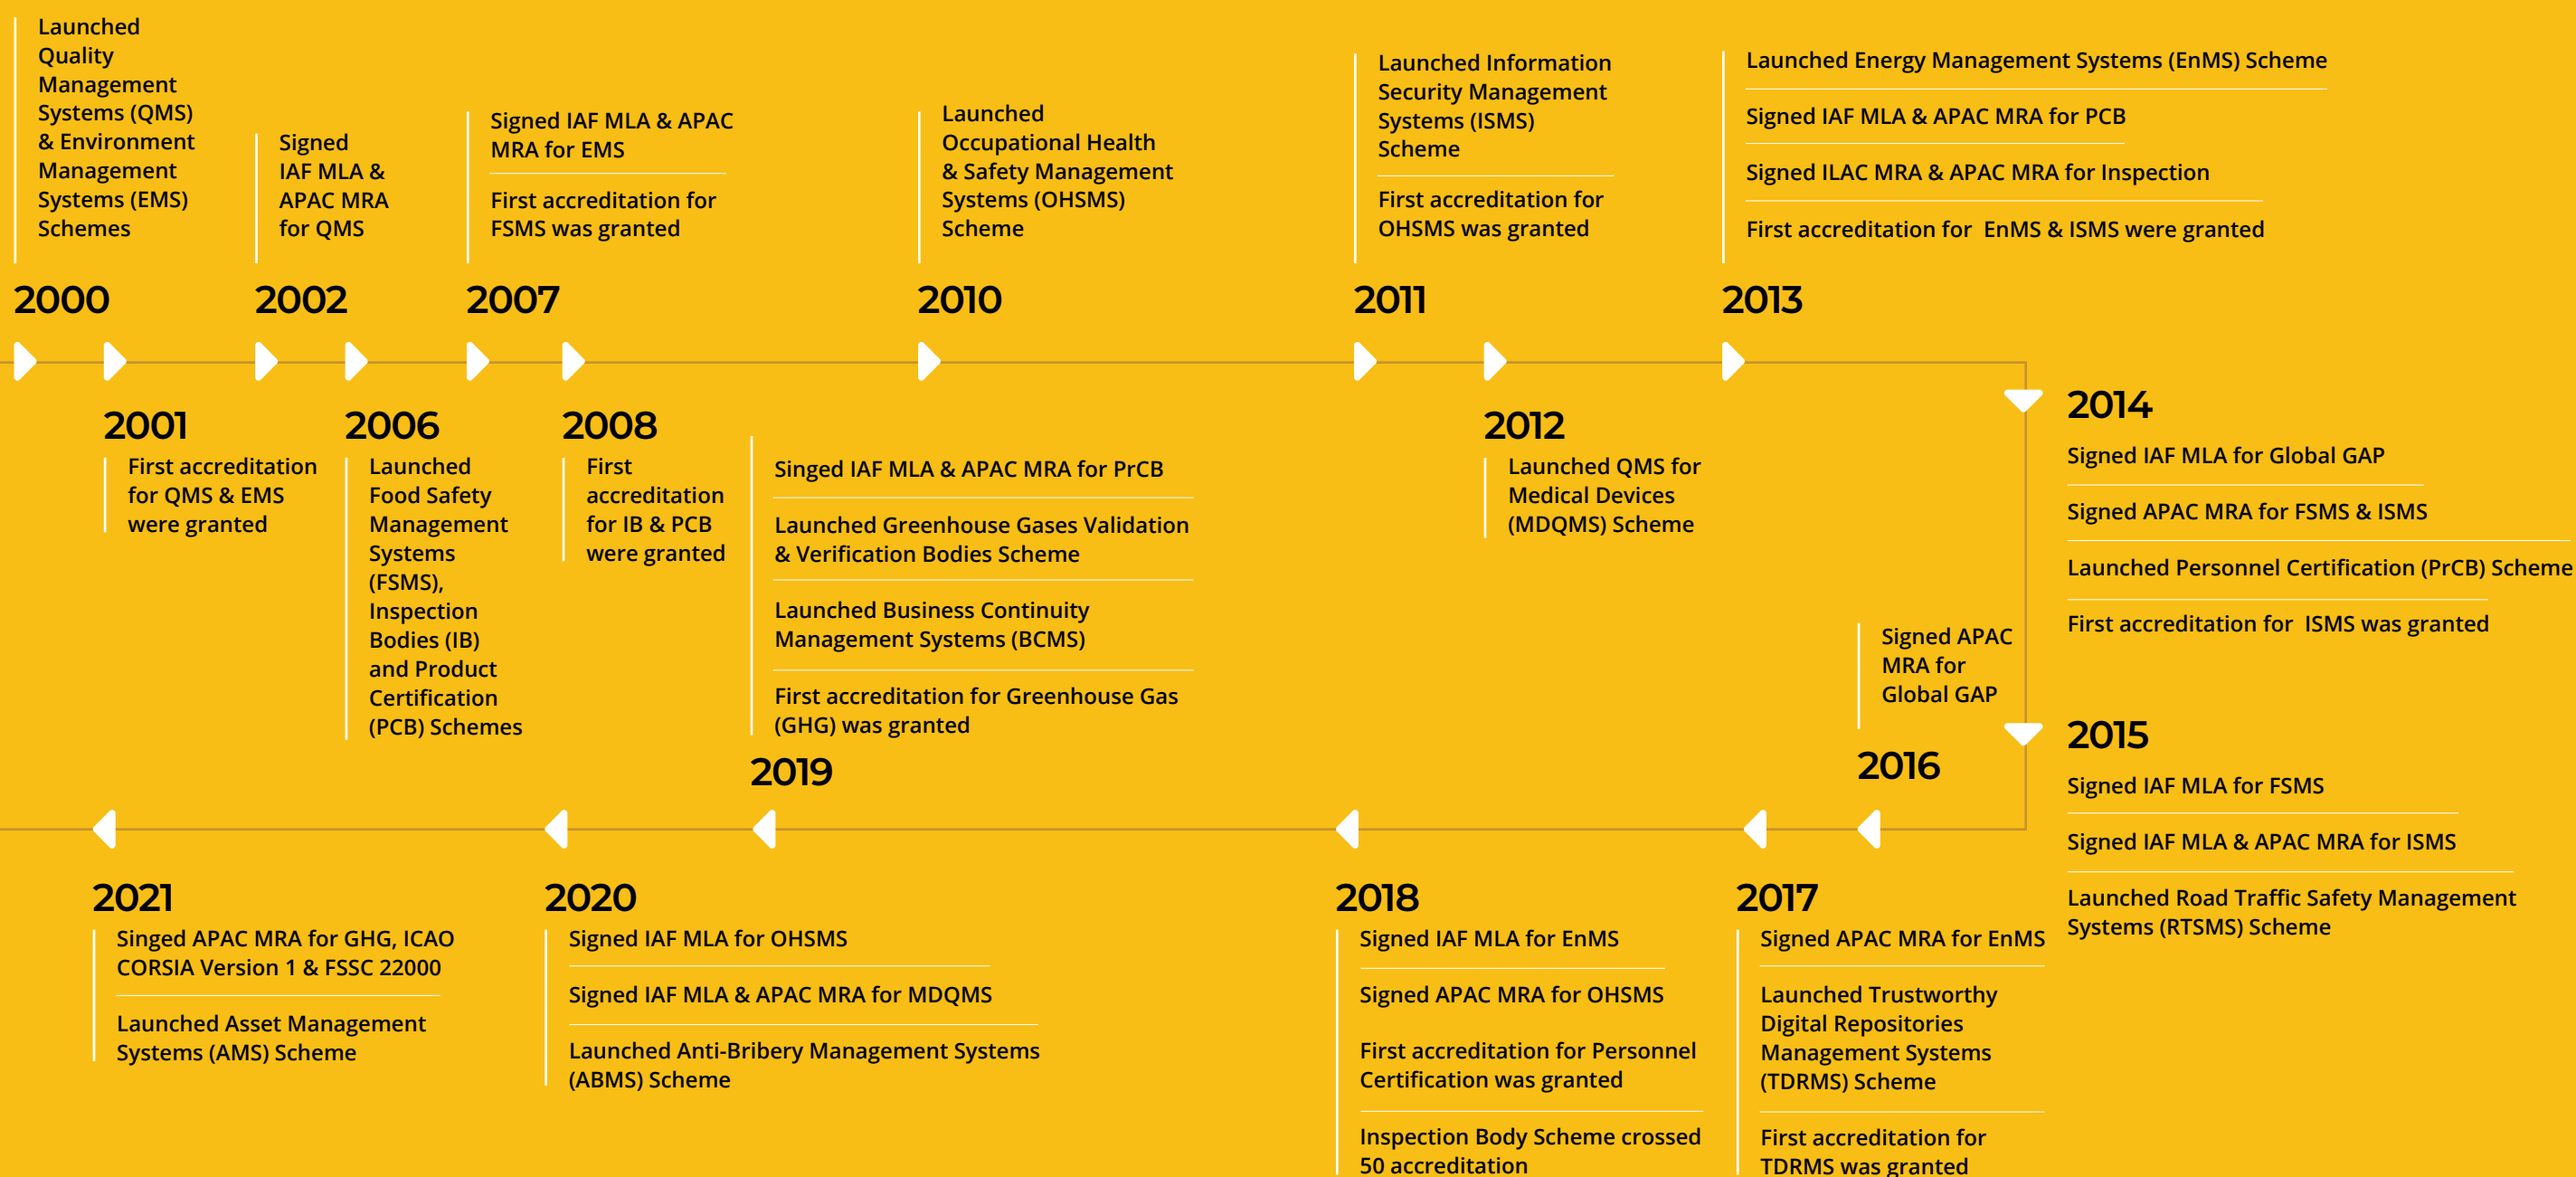 Launched
Quality
Management
Systems (QMS)
& Environment
Management
Systems (EMS)
Schemes
2000
2001
First accreditation
for QMS & EMS
were granted
Signed
IAF MLA &
APAC MRA
for QMS
2002
2006
Launched
Food Safety
Management
Systems
(FSMS),
Inspection
Bodies (IB)
and Product
Certification
(PCB) Schemes
Signed IAF MLA & APAC
MRA for EMS
First accreditation for
FSMS was granted
2007
2008
First
accreditation
for IB & PCB
were granted
Launched
Occupational Health
& Safety Management
Systems (OHSMS)
Scheme
2010
Launched Information
Security Management
Systems (ISMS)
Scheme
First accreditation for
OHSMS was granted
2011
2012
Launched QMS for
Medical Devices
(MDQMS) Scheme
Launched Energy Management Systems (EnMS) Scheme
Signed IAF MLA & APAC MRA for PCB
Signed ILAC MRA & APAC MRA for Inspection
First accreditation for  EnMS & ISMS were granted
2013
2014
Signed IAF MLA for Global GAP
Signed APAC MRA for FSMS & ISMS
Launched Personnel Certification (PrCB) Scheme
First accreditation for  ISMS was granted
2015
Signed IAF MLA for FSMS
Signed IAF MLA & APAC MRA for ISMS
Launched Road Traffic Safety Management
Systems (RTSMS) Scheme
Signed APAC
MRA for
Global GAP
2016
2017
Signed APAC MRA for EnMS
Launched Trustworthy
Digital Repositories
Management Systems
(TDRMS) Scheme
First accreditation for
TDRMS was granted
2018
Signed IAF MLA for EnMS
Signed APAC MRA for OHSMS
First accreditation for Personnel
Certification was granted
Inspection Body Scheme crossed
50 accreditation
Singed IAF MLA & APAC MRA for PrCB
Launched Greenhouse Gases Validation
& Verification Bodies Scheme
Launched Business Continuity
Management Systems (BCMS)
First accreditation for Greenhouse Gas
(GHG) was granted
2019
2020
Signed IAF MLA for OHSMS
Signed IAF MLA & APAC MRA for MDQMS
Launched Anti-Bribery Management Systems
(ABMS) Scheme
2021
Singed APAC MRA for GHG, ICAO
CORSIA Version 1 & FSSC 22000
Launched Asset Management
Systems (AMS) Scheme